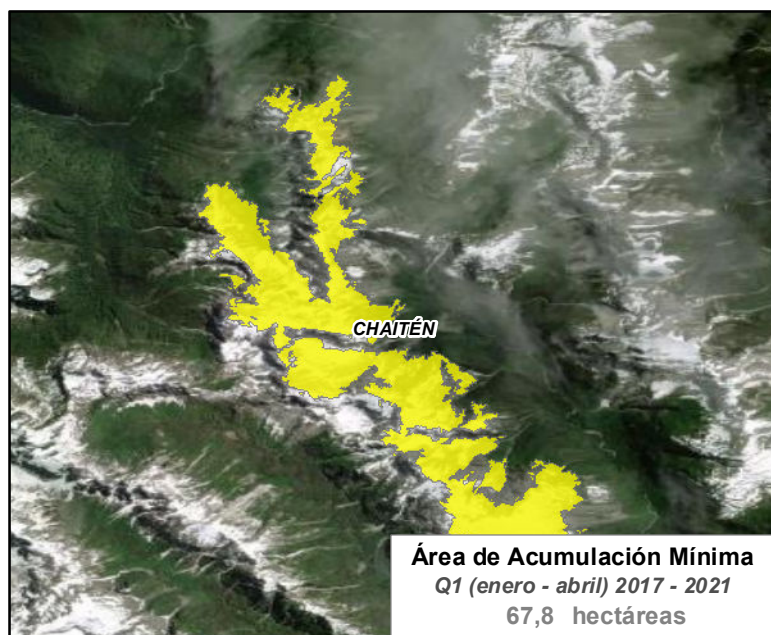 CHAITÉN
Área de Acumulación Mínima
Q1 (enero - abril) 2017 - 2021
67,8 hectáreas